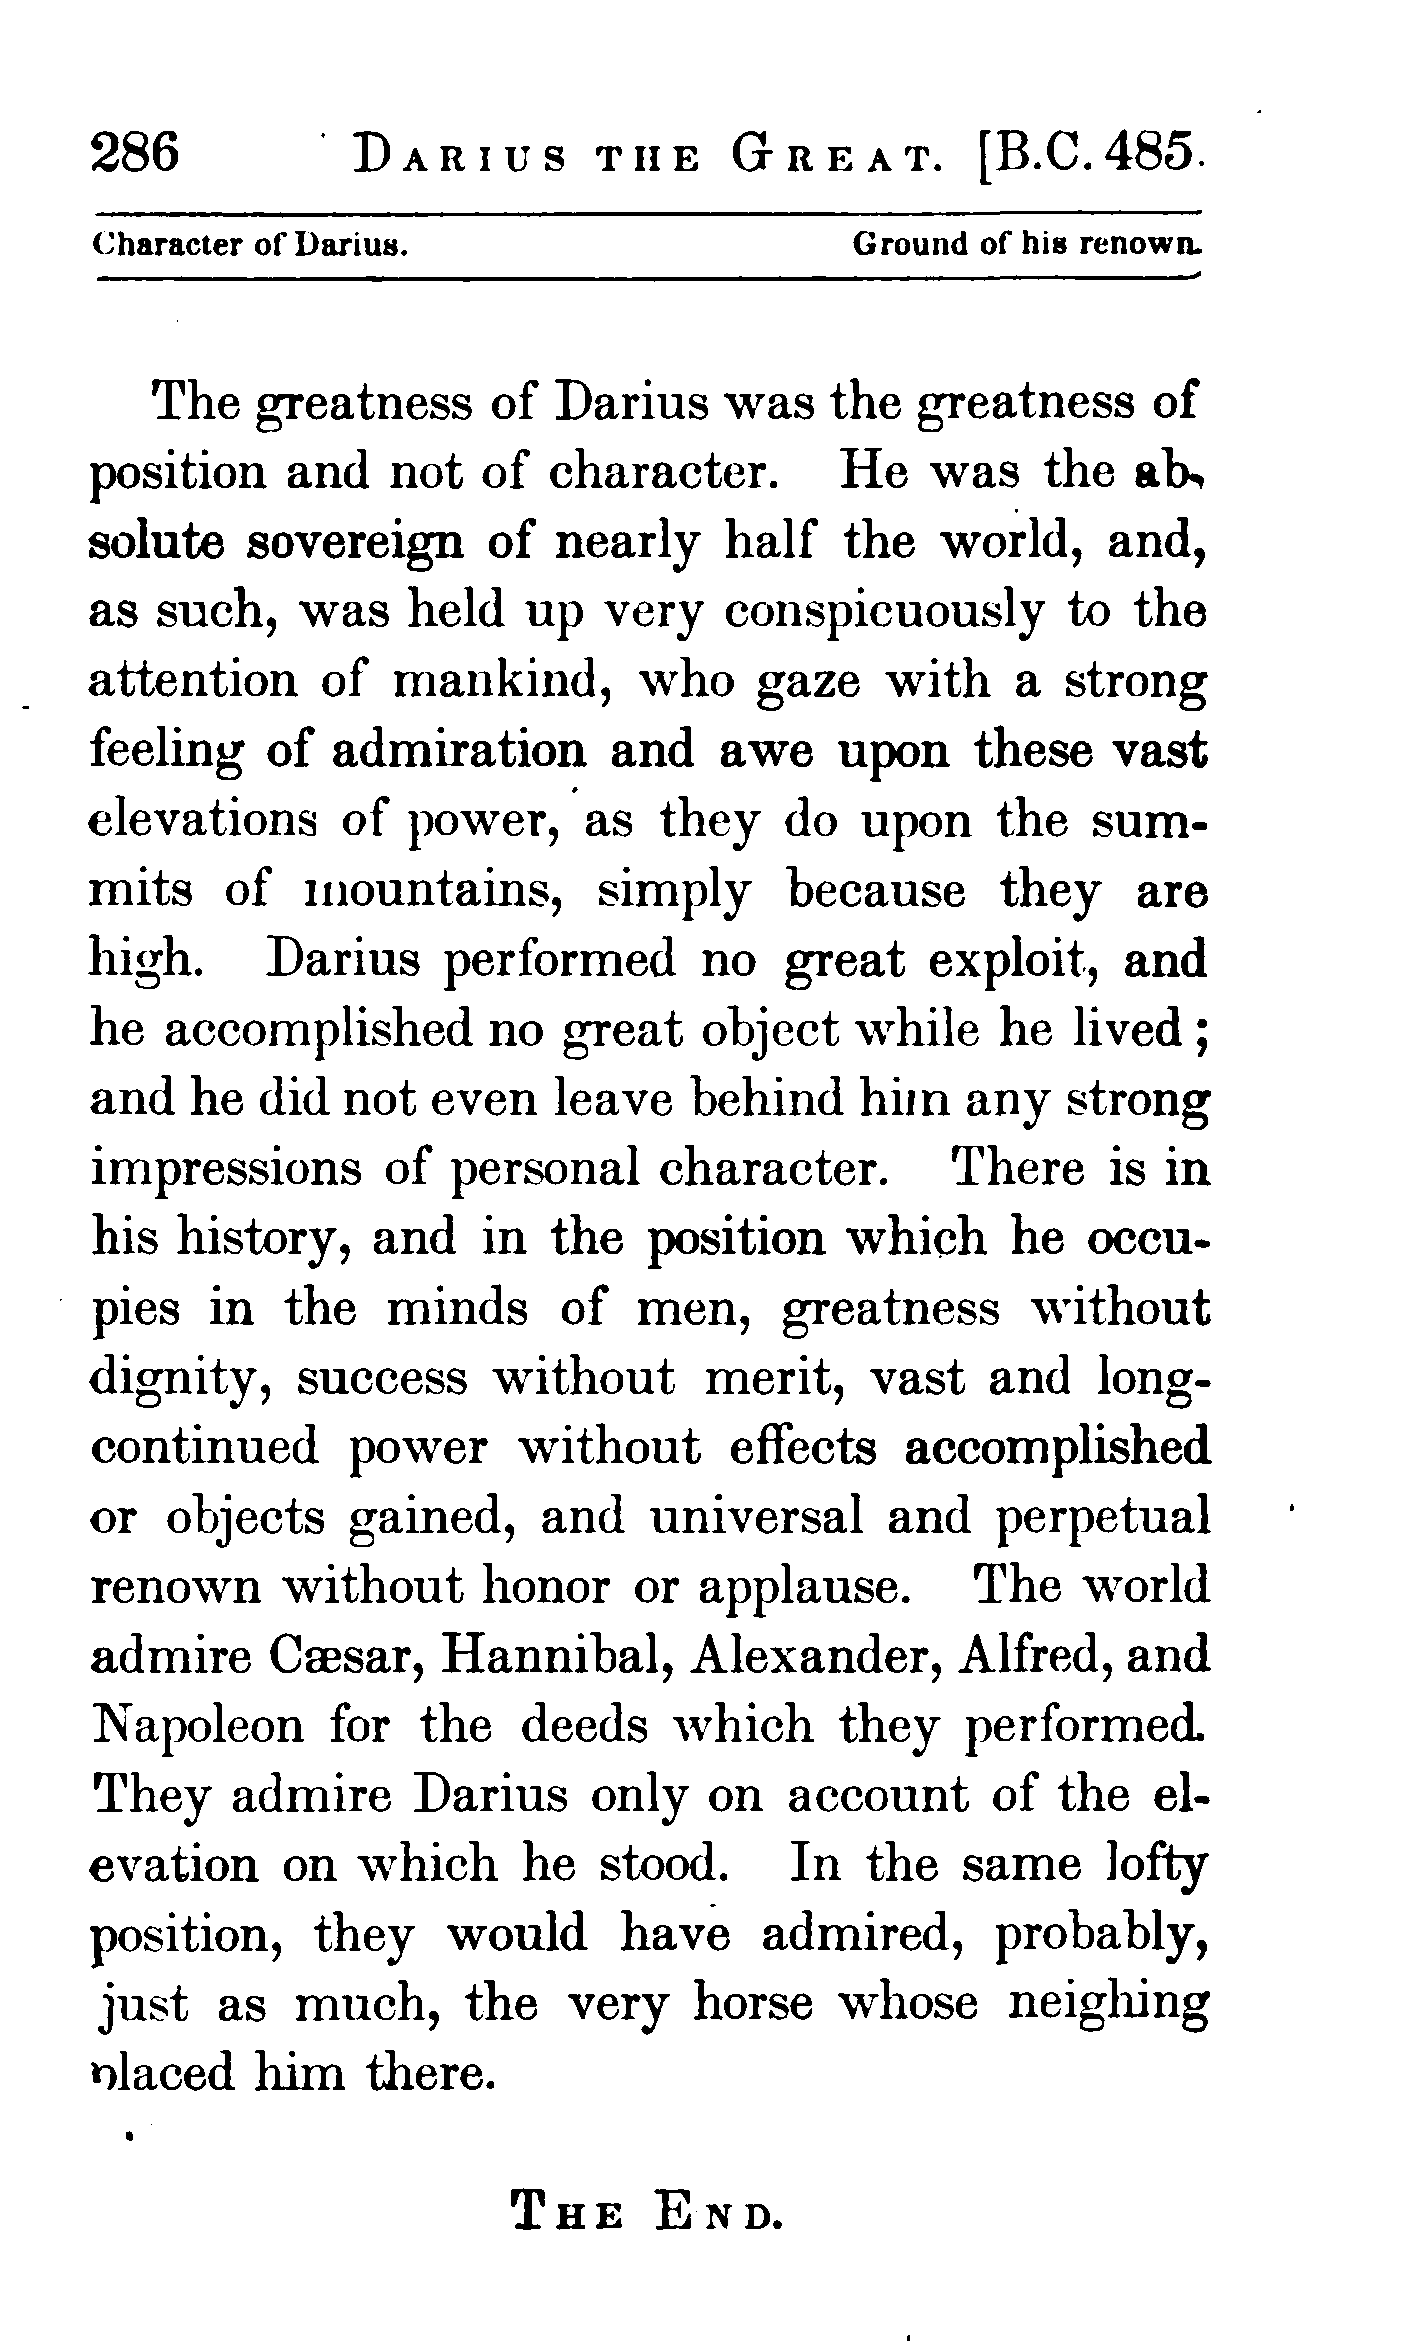 286 DARIUS THE GREAT. [B.C. 485.
Character of Darius. Ground of his renown.
The greatness of Darius was the greatness of
position and not of character. He was the ab-
solute sovereign of nearly half the world, and,
as such, was held up very conspicuously to the
attention of mankind, who gaze with a strong
feeling of admiration and awe upon these vast
elevations of power, as they do upon the sum-
mits of mountains, simply because they are
high. Darius performed no great exploit, and
he accomplished no great object while he lived;
and he did not even leave behind him any strong
impressions of personal character. There is in
his history, and in the position which he occu-
pies in the minds of men, greatness without
dignity, success without merit, vast and long-
continued power without effects accomplished
or objects gained, and universal and perpetual
renown without honor or applause. The world
admire Cæsar, Hannibal, Alexander, Alfred, and
Napoleon for the deeds which they performed.
They admire Darius only on account of the el-
evation on which he stood. In the same lofty
position, they would have admired, probably,
just as much, the very horse whose neighing
placed him there.
THE END.